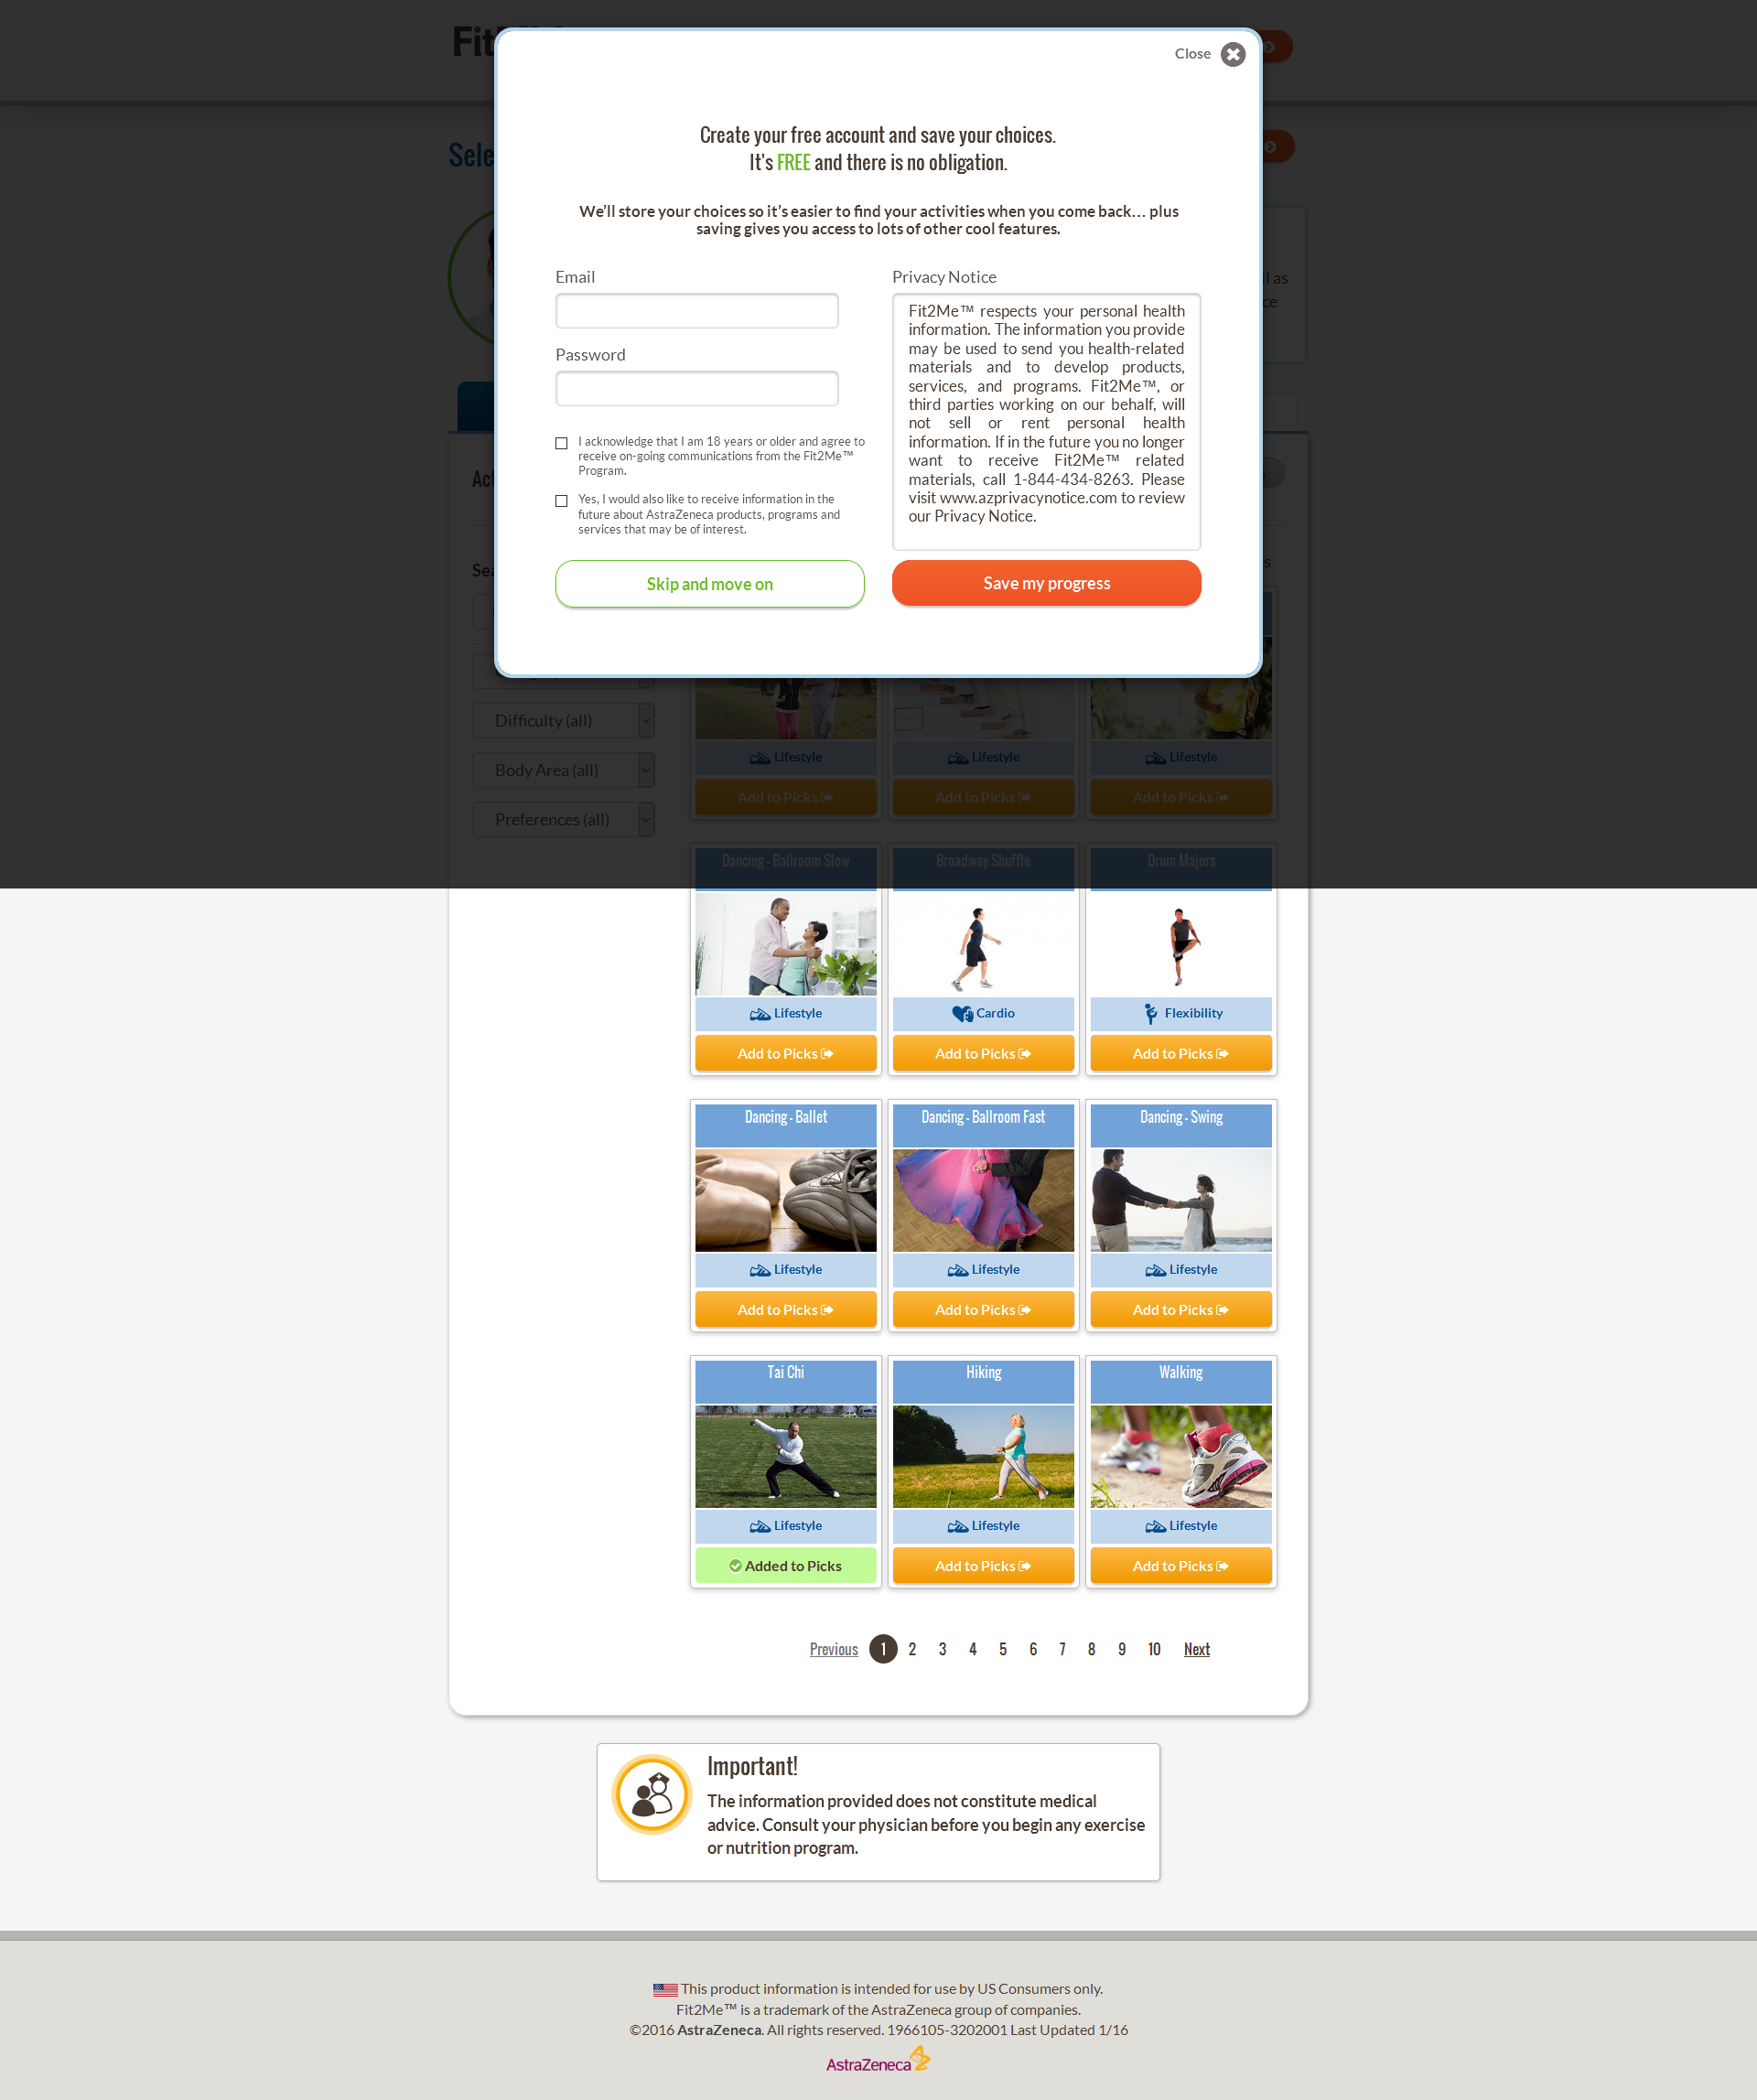 Fit
Close
Create your free account and save your choices.
It's FREE and there is no obligation.
We'll store your choices so it's easier to find your activities when you come back... plus
saving gives you access to lots of other cool features.
Email
Password
I acknowledge that I am 18 years or older and agree to
receive on-going communications from the Fit2Me™
Program.
Yes, I would also like to receive information in the
future about AstraZeneca products, programs and
services that may be of interest.
Skip and move on
Privacy Notice
Fit2Me™ respects your personal health
information. The information you provide
may be used to send you health-related
materials and to develop products,
services, and programs. Fit2Me™, or
third parties working on our behalf, will
not sell or rent personal health
information. If in the future you no longer
want to receive Fit2Me™ related
materials, call 1-844-434-8263. Please
visit www.azprivacynotice.com to review
our Privacy Notice.
Save my progress
Difficulty (all)
Body Area (all)
Preferences (all)
Lifestyle Lifestyle Lifestyle
Add to Picks Add to Picks Add to Picks
Dancing - Ballroom Slow Broadway Shuffle Drum Majors
Lifestyle Cardio Flexibility
Add to Picks Add to Picks Add to Picks
Dancing - Ballet Dancing - Ballroom Fast Dancing - Swing
Lifestyle Lifestyle Lifestyle
Add to Picks Add to Picks Add to Picks
Tai Chi Hiking Walking
Lifestyle Lifestyle Lifestyle
Added to Picks Add to Picks Add to Picks
Previous 1 2 3 4 5 6 7 8 9 10 Next
Important!
The information provided does not constitute medical
advice. Consult your physician before you begin any exercise
or nutrition program.
This product information is intended for use by US Consumers only.
Fit2Me™ is a trademark of the AstraZeneca group of companies.
©2016 AstraZeneca. All rights reserved. 1966105-3202001 Last Updated 1/16
AstraZeneca